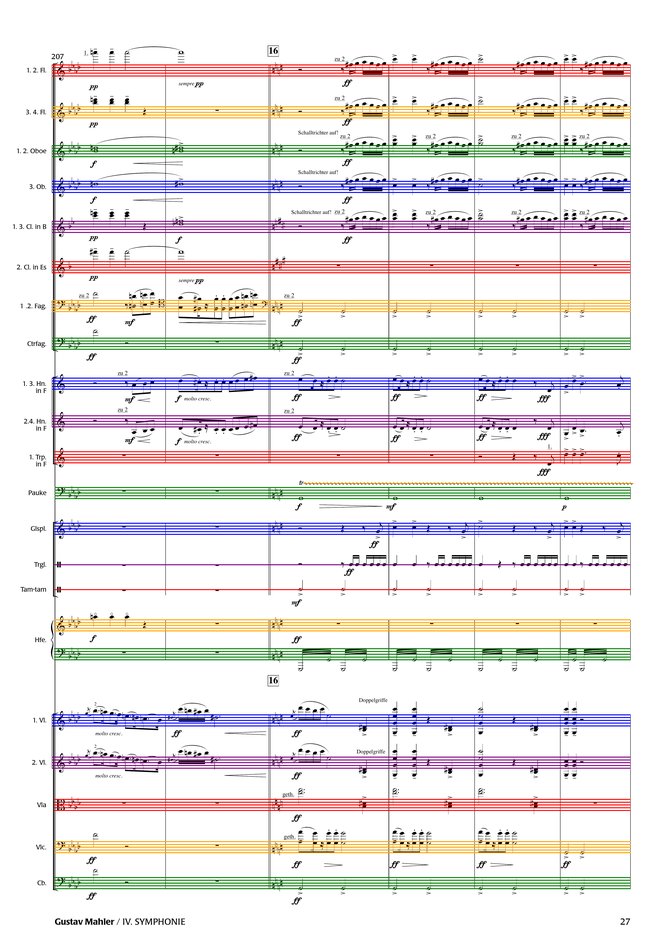 207
1.
16
1. 2. Fl.
pp
sempre pp
zu 2
ff
zu 2
3. 4. Fl.
pp
ff
Schalltrichter auf!
zu 2
zu 2
zu 2
zu 2
1. 2. Oboe
f
ff
Schalltrichter auf!
3. Ob.
f
ff
Schalltrichter auf!
zu 2
zu 2
zu 2
zu 2
1. 3. Cl. in B
pp
f
ff
2. Cl. in Es
pp
sempre pp
zu 2
zu 2
1 .2. Fag.
ff
mf
ff
Ctrfag.
ff
ff
zu 2
zu 2
1. 3. Hn.
in F
mf
f molto cresc.
ff
ff
ff
fff
zu 2
zu 2
2.4. Hn.
in F
mf
f molto cresc.
ff
ff
ff
fff
1.
1. Trp.
in F
fff
tr
Pauke
f
mf
p
Glspl.
ff
Trgl.
ff
Tam-tam
mf
Hfe.
f
ff
16
Doppelgriffe
1. Vl.
molto cresc.
ff
ff
Doppelgriffe
2. Vl.
molto cresc.
ff
geth.
Vla
ff
geth.
Vlc.
ff
ff
ff
ff
Cb.
ff
ff
Gustav Mahler / IV. SYMPHONIE
27